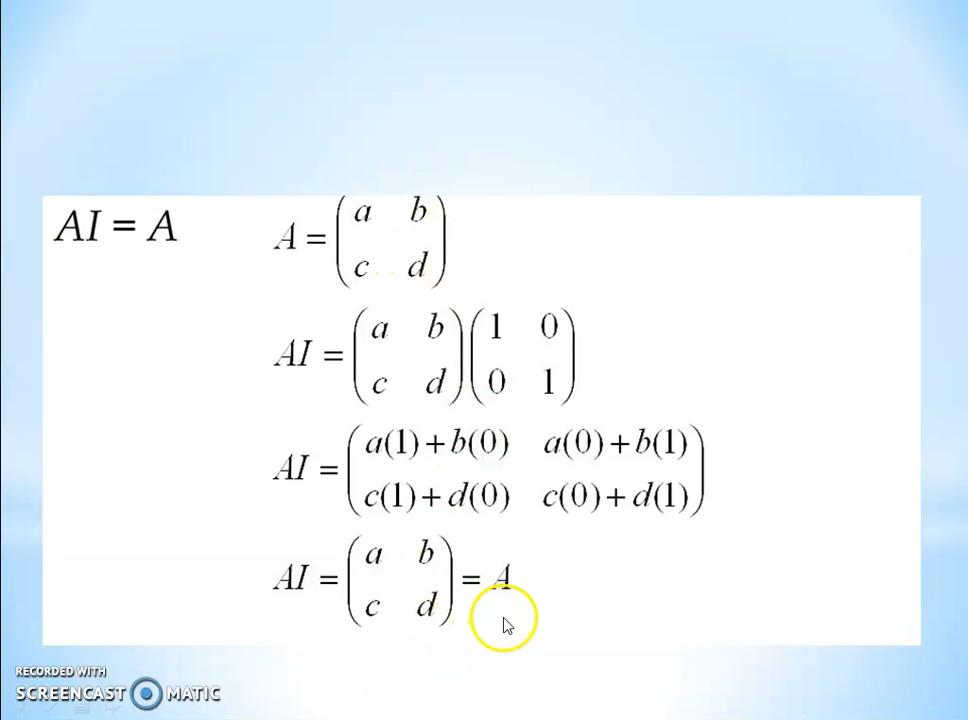 AI = A
A = ( a b
c d )
AI = ( a b
c d ) ( 1 0
0 1 )
AI = ( a(1) + b(0) a(0) + b(1)
c(1) + d(0) c(0) + d(1) )
AI = ( a b
c d ) = A
RECORDED WITH
SCREENCAST MATIC